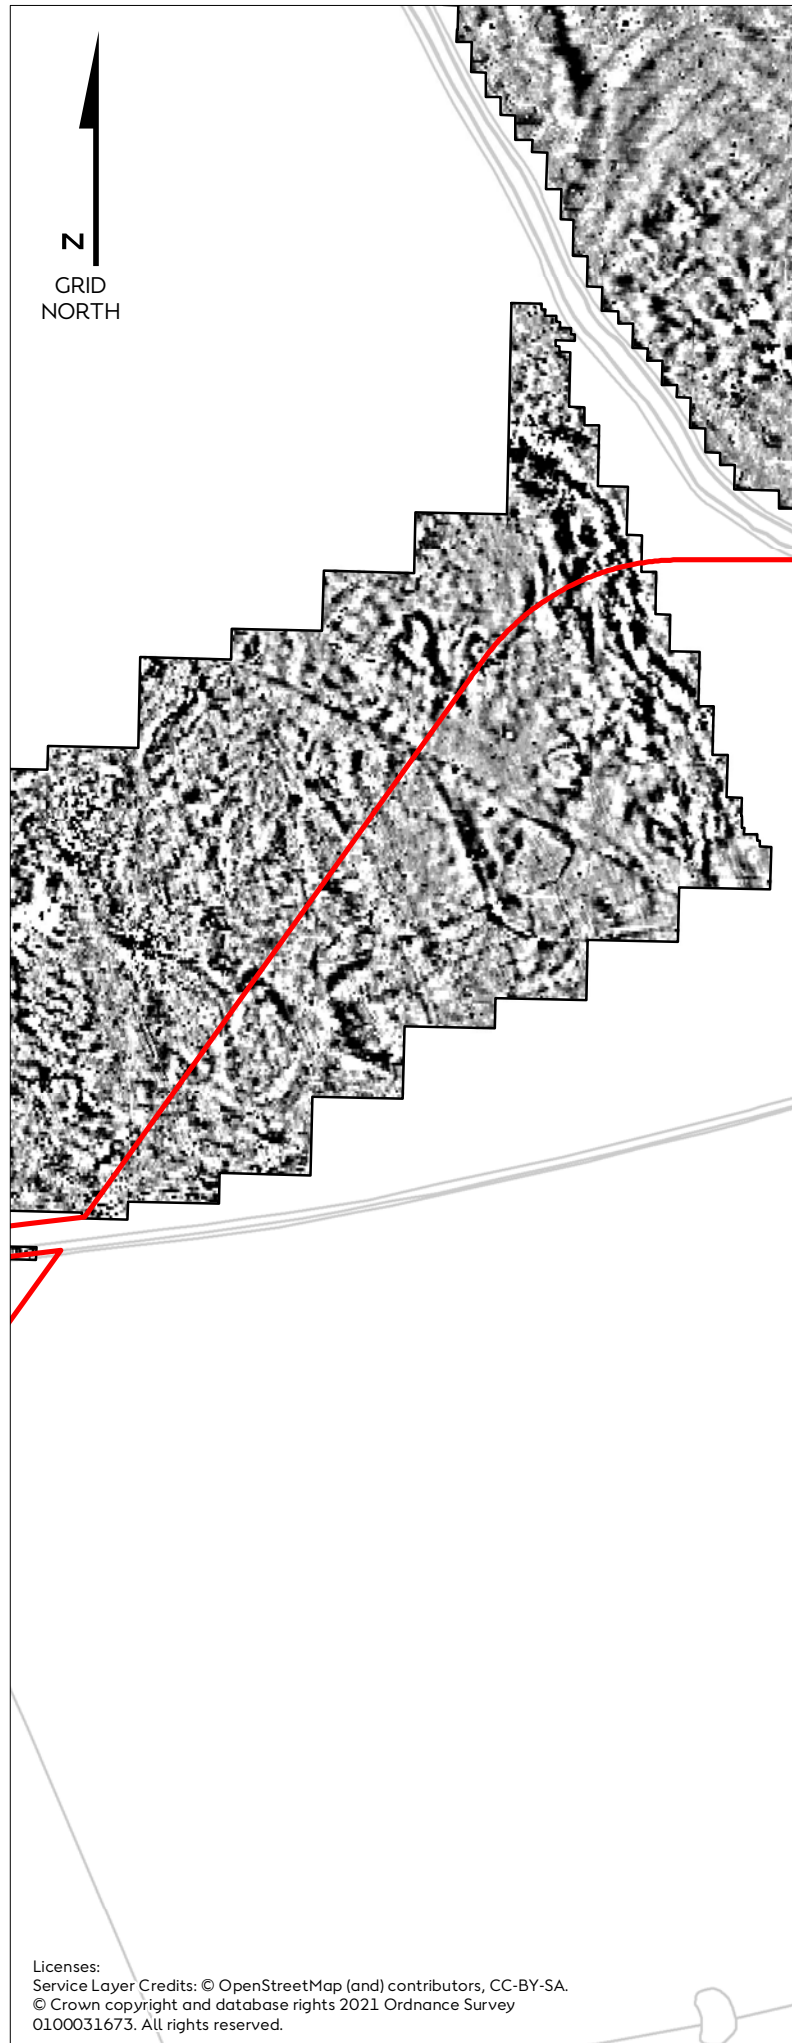 N
GRID
NORTH
Licenses:
Service Layer Credits: © OpenStreetMap (and) contributors, CC-BY-SA.
© Crown copyright and database rights 2021 Ordnance Survey
0100031673. All rights reserved.